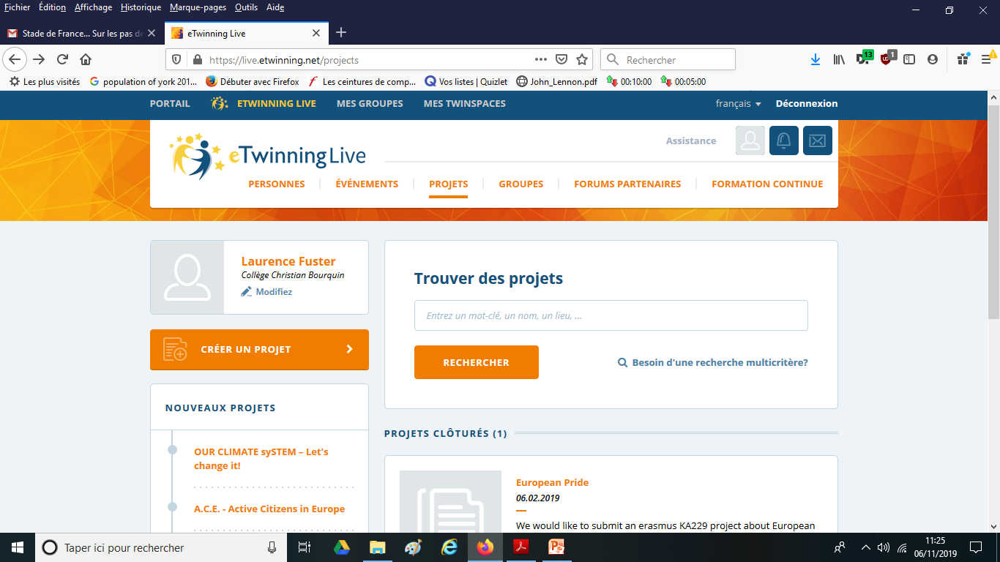 Fichier Édition Affichage Historique Marque-pages Outils Aide
Stade de France... Sur les pas de
eTwinning Live
https://live.etwinning.net/projects
Rechercher
13
1
Les plus visités
population of york 201...
Débuter avec Firefox
Les ceintures de comp...
Vos listes | Quizlet
John_Lennon.pdf
00:10:00
00:05:00
PORTAIL
ETWINNING LIVE
MES GROUPES
MES TWINSPACES
français
Déconnexion
eTwinning Live
Assistance
PERSONNES
ÉVÉNEMENTS
PROJETS
GROUPES
FORUMS PARTENAIRES
FORMATION CONTINUE
Laurence Fuster
Collège Christian Bourquin
Modifiez
CRÉER UN PROJET
NOUVEAUX PROJETS
OUR CLIMATE sySTEM – Let's
change it!
A.C.E. - Active Citizens in Europe
Trouver des projets
Entrez un mot-clé, un nom, un lieu, ...
RECHERCHER
Besoin d'une recherche multicritère?
PROJETS CLÔTURÉS (1)
European Pride
06.02.2019
We would like to submit an erasmus KA229 project about European
Taper ici pour rechercher
11:25
06/11/2019